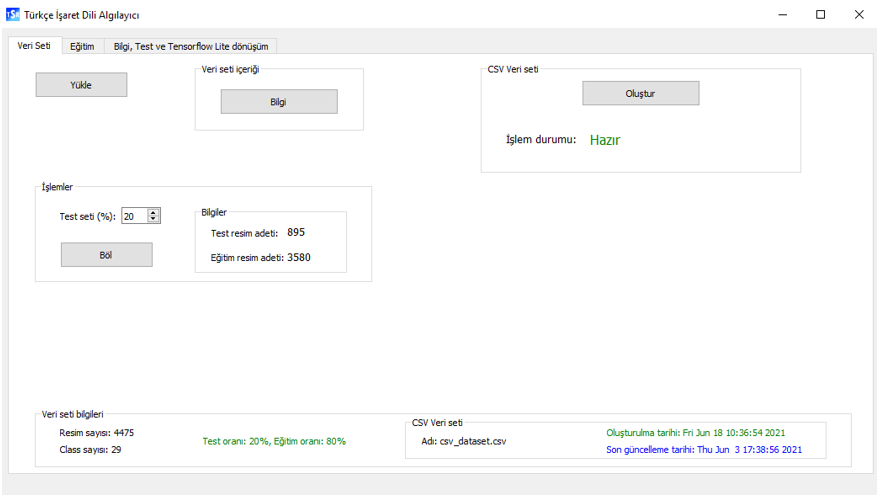 Türkçe İşaret Dili Algılayıcı
Veri Seti Eğitim Bilgi, Test ve Tensorflow Lite dönüşüm
Yükle
Veri seti içeriği
Bilgi
CSV Veri seti
Oluştur
İşlem durumu: Hazır
İşlemler
Test seti (%): 20
Böl
Bilgiler
Test resim adeti: 895
Eğitim resim adeti: 3580
Veri seti bilgileri
Resim sayısı: 4475
Class sayısı: 29
Test oranı: 20%, Eğitim oranı: 80%
CSV Veri seti
Adı: csv_dataset.csv
Oluşturulma tarihi: Fri Jun 18 10:36:54 2021
Son güncelleme tarihi: Thu Jun 3 17:38:56 2021